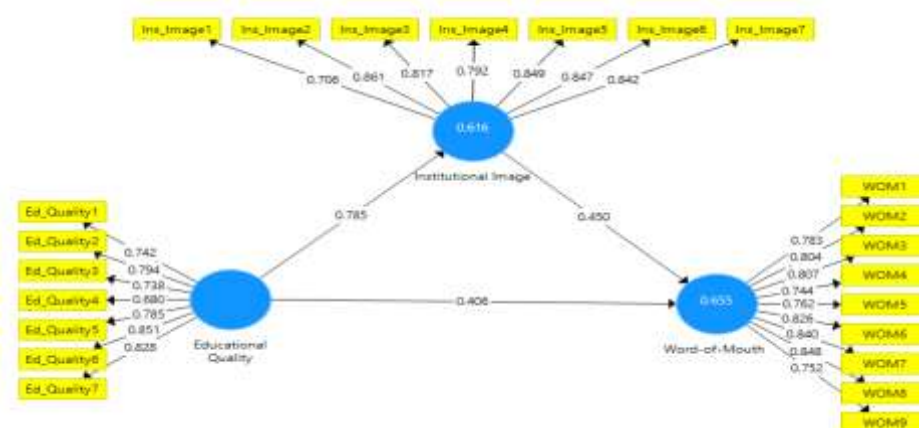 Ins_Image1 Ins_Image2 Ins_Image3 Ins_Image4 Ins_Image5 Ins_Image6 Ins_Image7
0.706 0.861 0.817 0.792 0.849 0.847 0.842
0.616
Institutional Image
0.785
0.450
Ed_Quality1
Ed_Quality2
Ed_Quality3
Ed_Quality4
Ed_Quality5
Ed_Quality6
Ed_Quality7
0.742
0.794
0.738
0.680
0.785
0.851
0.828
Educational
Quality
0.406
0.655
Word-of-Mouth
0.783
0.804
0.807
0.744
0.762
0.826
0.840
0.848
0.752
WOM1
WOM2
WOM3
WOM4
WOM5
WOM6
WOM7
WOM8
WOM9